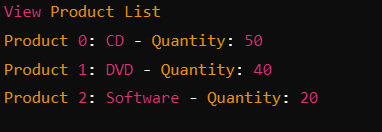 View Product List
Product 0: CD - Quantity: 50
Product 1: DVD - Quantity: 40
Product 2: Software - Quantity: 20